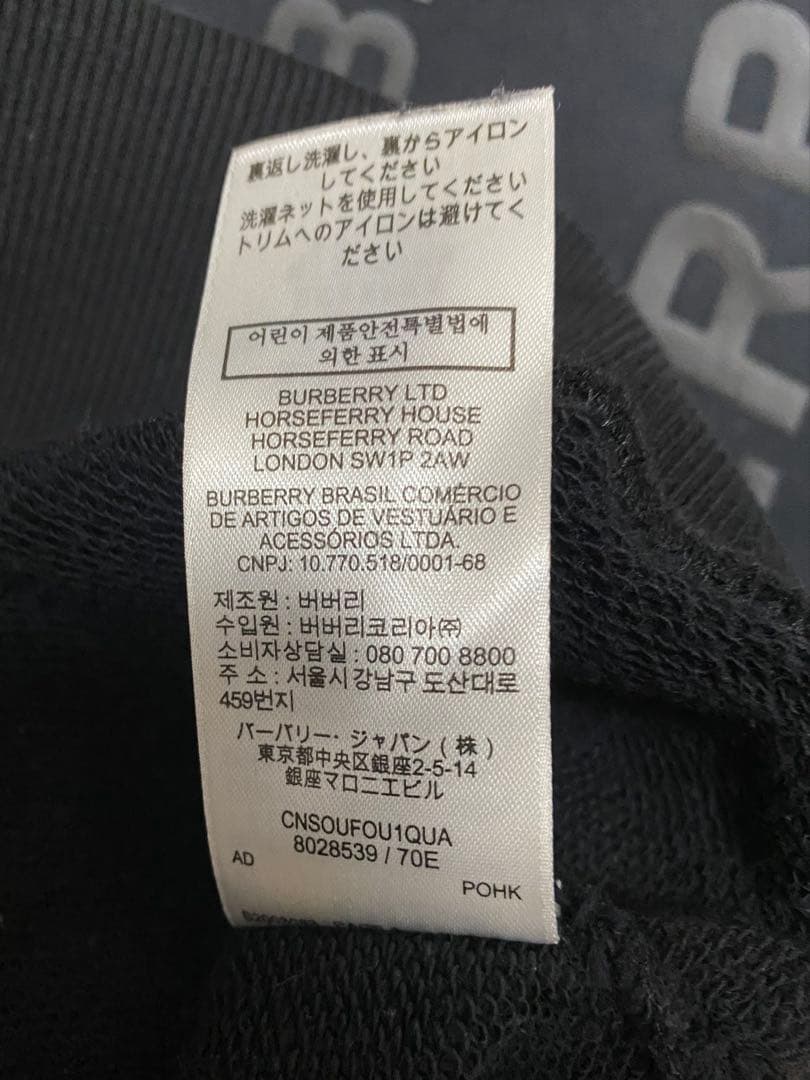 裏返し洗濯し、裏からアイロン
してください
洗濯ネットを使用してください
トリムへのアイロンは避けてく
ださい
어린이 제품안전특별법에
의한 표시
BURBERRY LTD
HORSEFERRY HOUSE
HORSEFERRY ROAD
LONDON SW1P 2AW
BURBERRY BRASIL COMÉRCIO
DE ARTIGOS DE VESTUÁRIO E
ACESSÓRIOS LTDA.
CNPJ: 10.770.518/0001-68
제조원 : 버버리
수입원 : 버버리코리아㈜
소비자상담실 : 080 700 8800
주 소 : 서울시 강남구 도산대로
459번지
バーバリー・ジャパン（株）
東京都中央区銀座2-5-14
銀座マロニエビル
CNSOUFOU1QUA
8028539 / 70E
AD
POHK